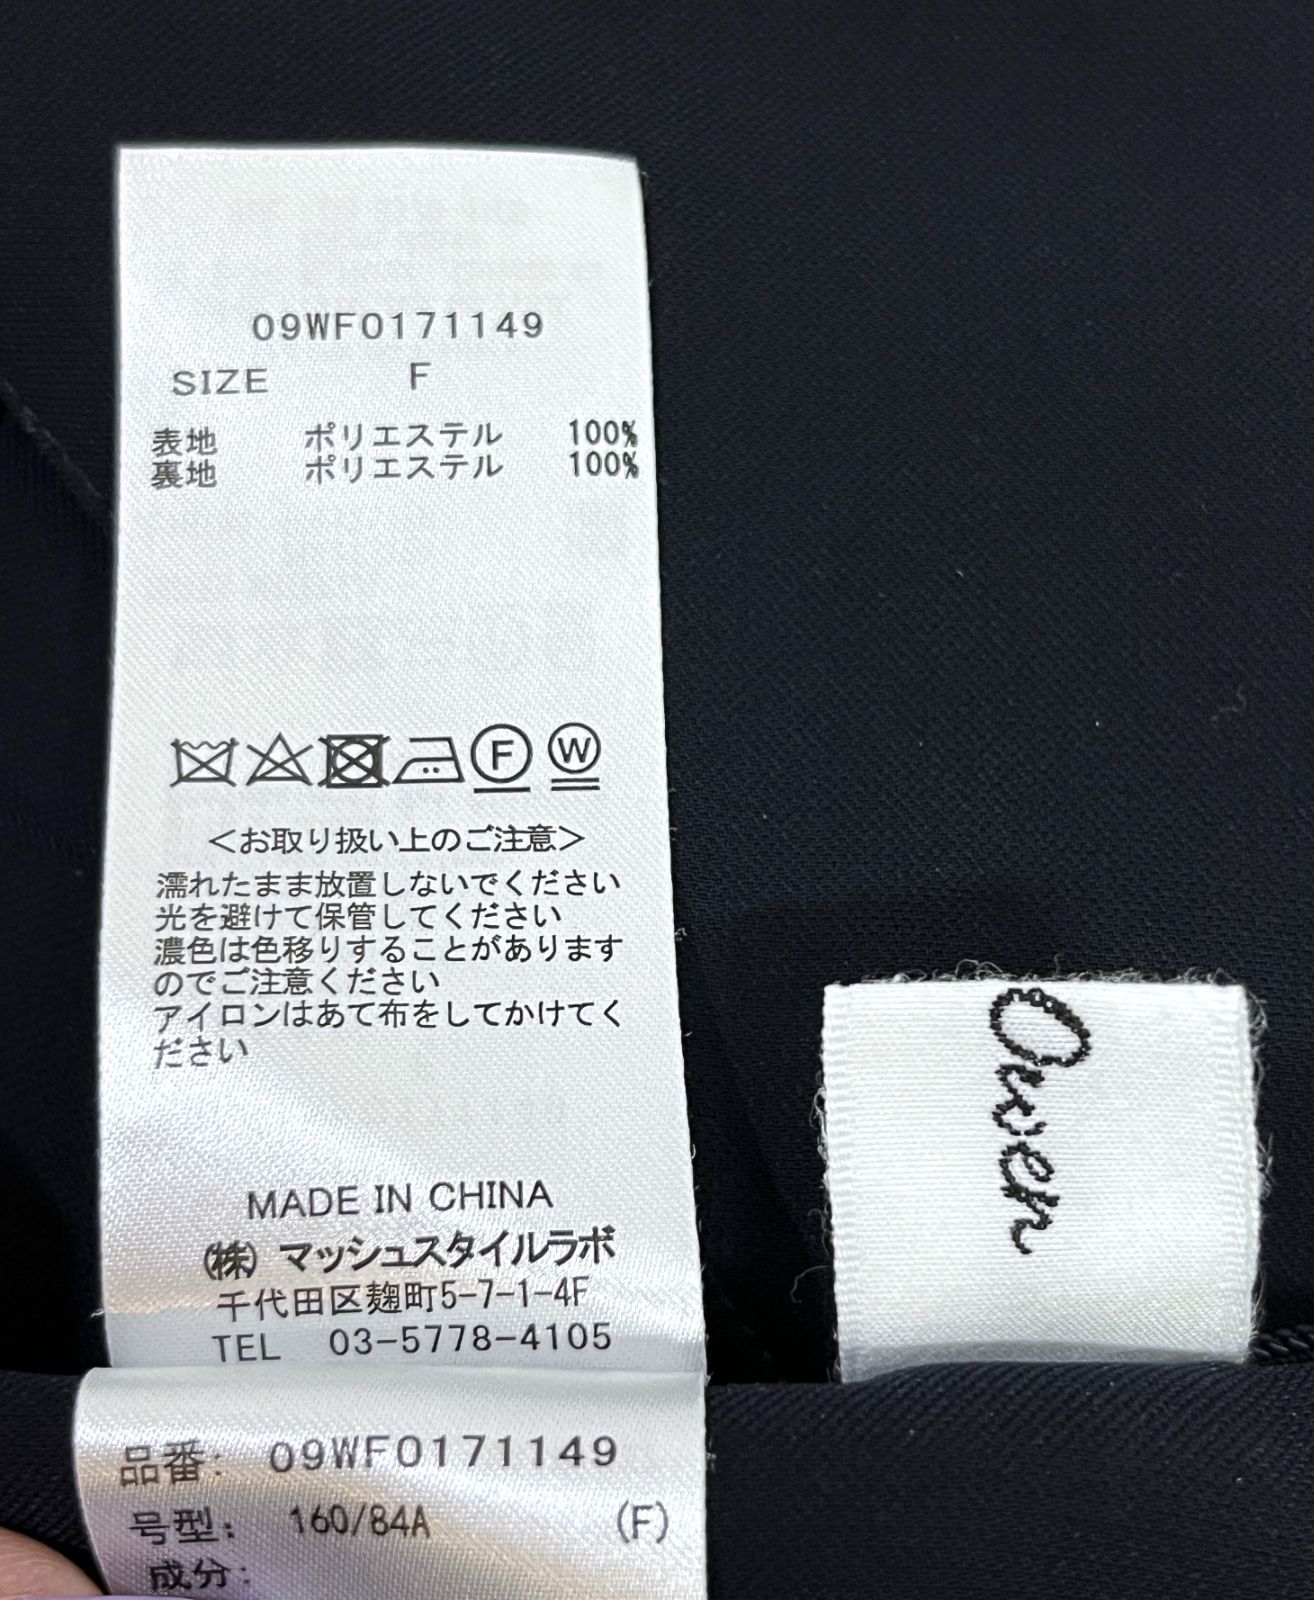 09WF0171149
SIZE F
表地 ポリエステル 100%
裏地 ポリエステル 100%
F W
<お取り扱い上のご注意>
濡れたまま放置しないでください
光を避けて保管してください
濃色は色移りすることがあります
のでご注意ください
アイロンはあて布をしてかけてく
ださい
MADE IN CHINA
(株) マッシュスタイルラボ
千代田区麹町5-7-1-4F
TEL 03-5778-4105
品番: 09WF0171149
号型: 160/84A (F)
成分:
Owen